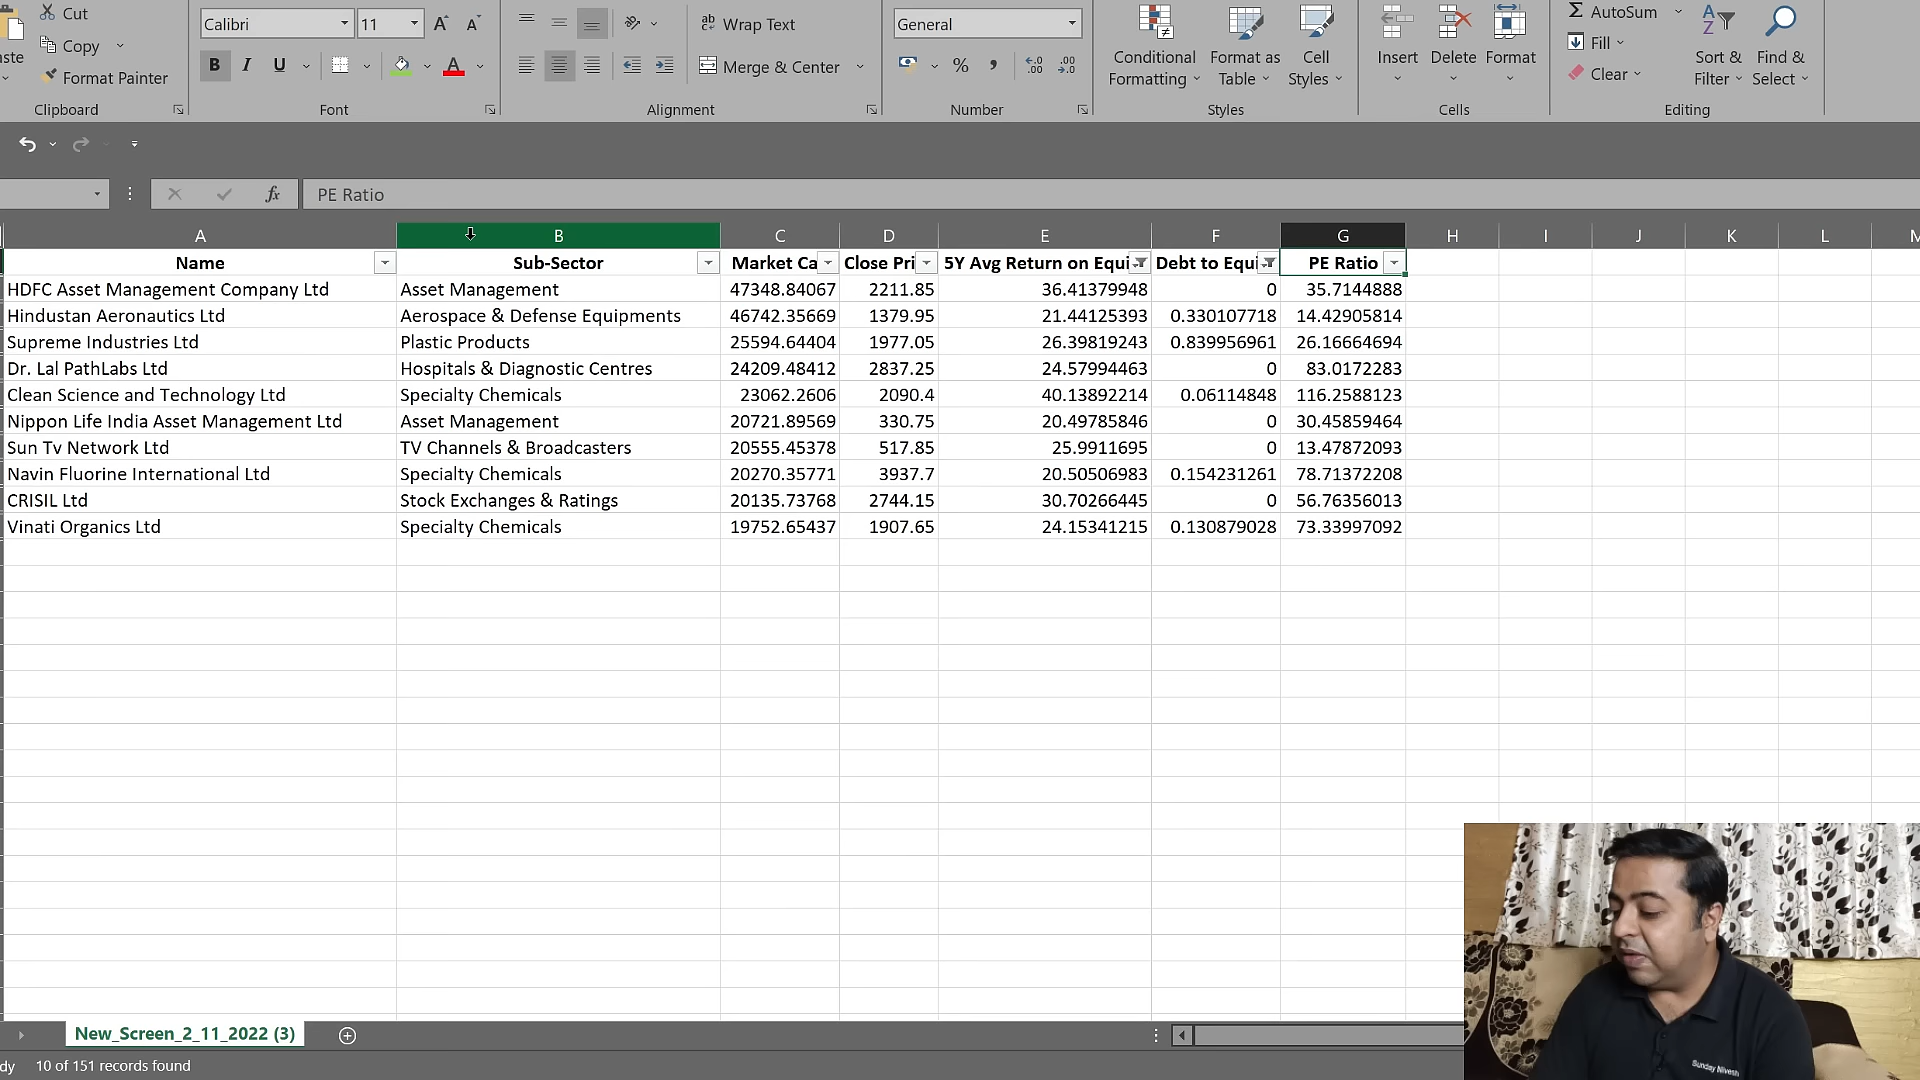 Cut
Calibri
11
Wrap Text
General
AutoSum
Copy
B I U
Merge & Center
Conditional Formatting
Format as Table
Cell Styles
Insert
Delete
Format
Fill
Clear
Sort & Filter
Find & Select
Format Painter
Clipboard
Font
Alignment
Number
Styles
Cells
Editing
fx PE Ratio
A B C D E F G H I J K L
Name Sub-Sector Market Ca Close Pri 5Y Avg Return on Equi Debt to Equi PE Ratio
HDFC Asset Management Company Ltd Asset Management 47348.84067 2211.85 36.41379948 0 35.7144888
Hindustan Aeronautics Ltd Aerospace & Defense Equipments 46742.35669 1379.95 21.44125393 0.330107718 14.42905814
Supreme Industries Ltd Plastic Products 25594.64404 1977.05 26.39819243 0.839956961 26.16664694
Dr. Lal PathLabs Ltd Hospitals & Diagnostic Centres 24209.48412 2837.25 24.57994463 0 83.0172283
Clean Science and Technology Ltd Specialty Chemicals 23062.2606 2090.4 40.13892214 0.06114848 116.2588123
Nippon Life India Asset Management Ltd Asset Management 20721.89569 330.75 20.49785846 0 30.45859464
Sun Tv Network Ltd TV Channels & Broadcasters 20555.45378 517.85 25.9911695 0 13.47872093
Navin Fluorine International Ltd Specialty Chemicals 20270.35771 3937.7 20.50506983 0.154231261 78.71372208
CRISIL Ltd Stock Exchanges & Ratings 20135.73768 2744.15 30.70266445 0 56.76356013
Vinati Organics Ltd Specialty Chemicals 19752.65437 1907.65 24.15341215 0.130879028 73.33997092
New_Screen_2_11_2022 (3)
10 of 151 records found
Sunday Nivesh